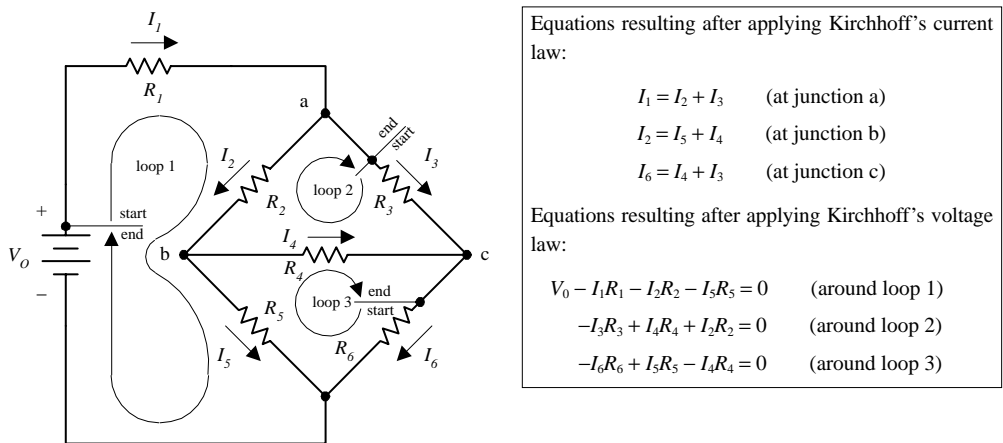 I1
R1
a
loop 1
I2
R2
loop 2
end
start
I3
R3
+
start
end
VO
−
b
I4
R4
c
R5
I5
loop 3
end
start
R6
I6
Equations resulting after applying Kirchhoff's current
law:
I1 = I2 + I3 (at junction a)
I2 = I5 + I4 (at junction b)
I6 = I4 + I3 (at junction c)
Equations resulting after applying Kirchhoff's voltage
law:
V0 − I1R1 − I2R2 − I5R5 = 0 (around loop 1)
−I3R3 + I4R4 + I2R2 = 0 (around loop 2)
−I6R6 + I5R5 − I4R4 = 0 (around loop 3)